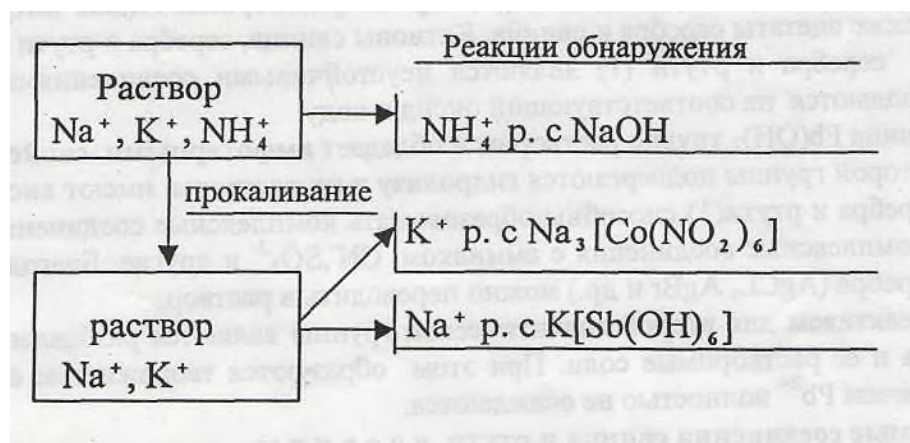 Реакции обнаружения
Раствор
Na⁺, K⁺, NH₄⁺
NH₄⁺ р. с NaOH
прокаливание
K⁺ р. с Na₃[Co(NO₂)₆]
раствор
Na⁺, K⁺
Na⁺ р. с K[Sb(OH)₆]